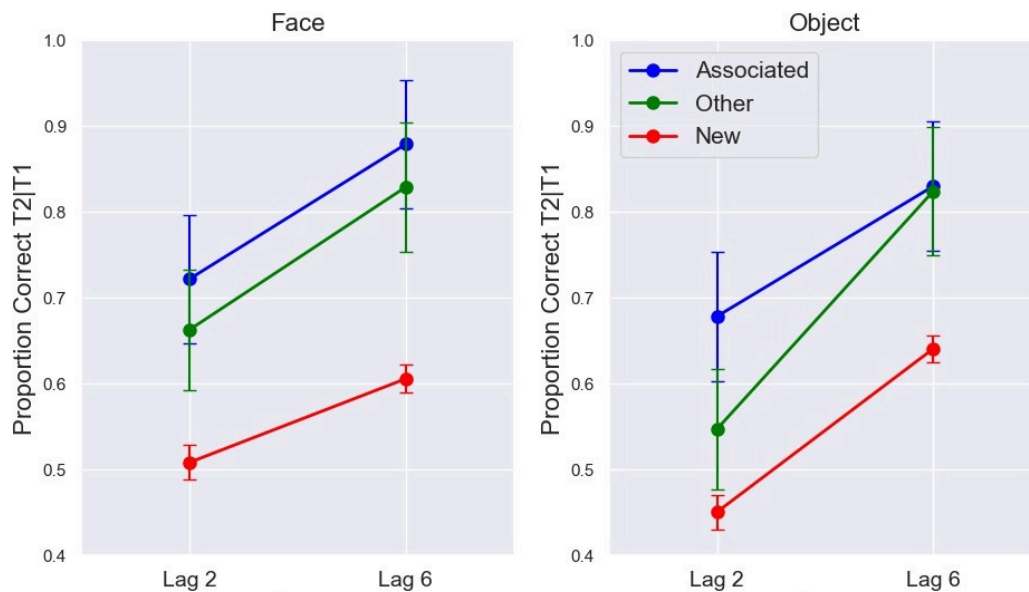 Face
Proportion Correct T2|T1
1.0
0.9
0.8
0.7
0.6
0.5
0.4
Lag 2
Lag 6
Object
Proportion Correct T2|T1
1.0
0.9
0.8
0.7
0.6
0.5
0.4
Associated
Other
New
Lag 2
Lag 6